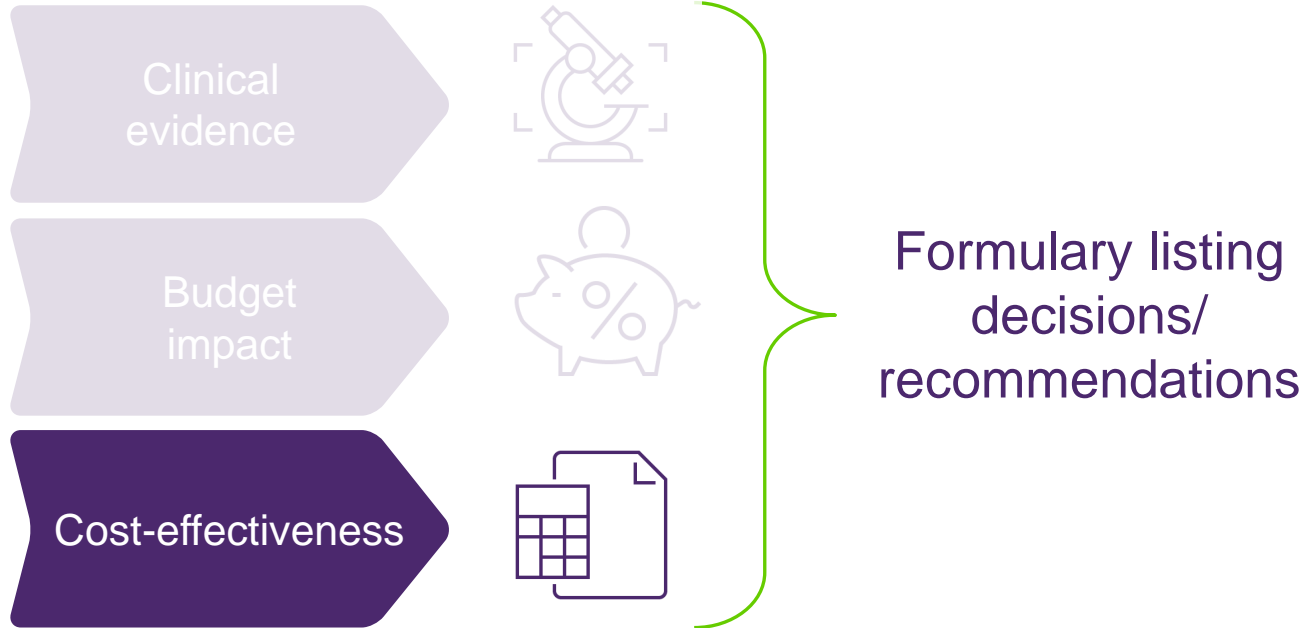 Clinical
evidence
Budget
impact
Cost-effectiveness
Formulary listing
decisions/
recommendations